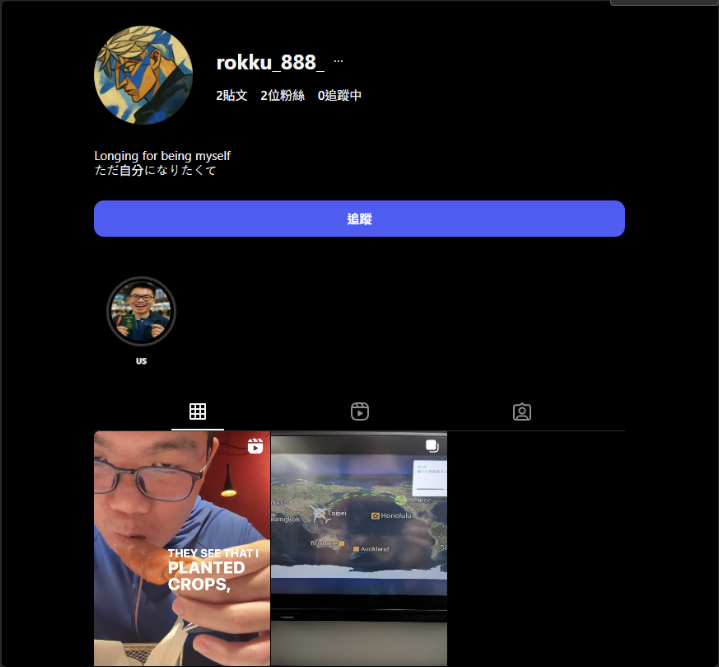 rokku_888_ ...
2貼文 2位粉絲 0追蹤中
Longing for being myself
ただ自分になりたくて
追蹤
US
THEY SEE THAT I
PLANTED
CROPS,
Taipei
Seattle
Bangkok
Honolulu
Brisbane
Auckland